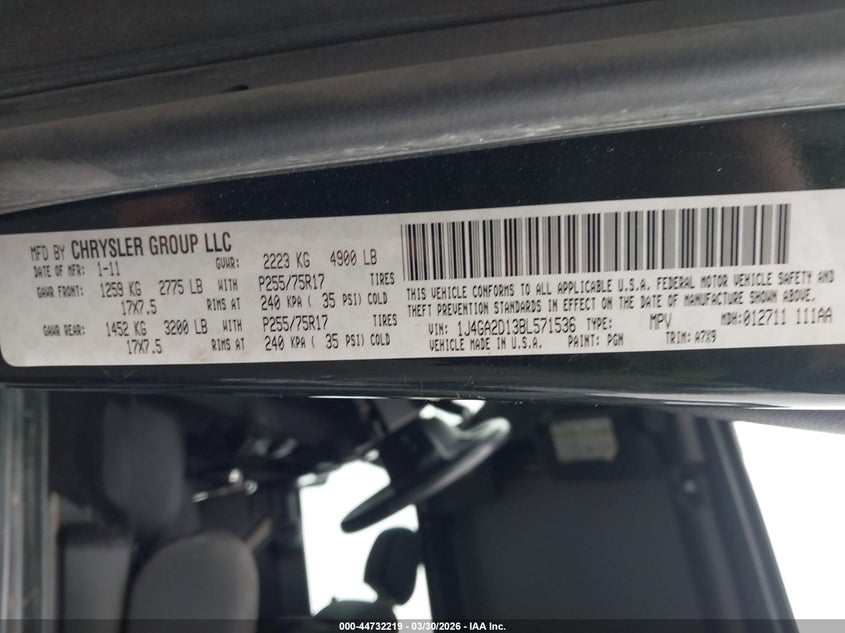 MFD BY CHRYSLER GROUP LLC
DATE OF MFR: 1-11 GVWR: 2223 KG 4900 LB
GAWR FRONT: 1259 KG 2775 LB WITH P255/75R17 TIRES
17X7.5 RIMS AT 240 KPA ( 35 PSI) COLD
GAWR REAR: 1452 KG 3200 LB WITH P255/75R17 TIRES
17X7.5 RIMS AT 240 KPA ( 35 PSI) COLD
THIS VEHICLE CONFORMS TO ALL APPLICABLE U.S.A. FEDERAL MOTOR VEHICLE SAFETY AND
THEFT PREVENTION STANDARDS IN EFFECT ON THE DATE OF MANUFACTURE SHOWN ABOVE.
VIN: 1J4GA2D13BL571536 TYPE: MPV MDH:012711 111AA
VEHICLE MADE IN U.S.A. PAINT: PGN TRIM: A7X9
000-44732219 - 03/30/2026 - IAA Inc.